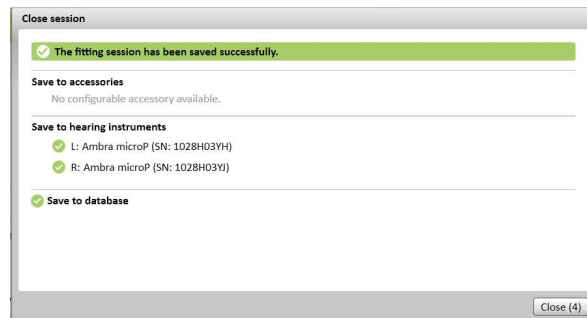 Close session
The fitting session has been saved successfully.
Save to accessories
No configurable accessory available.
Save to hearing instruments
L: Ambra microP (SN: 1028H03YH)
R: Ambra microP (SN: 1028H03YJ)
Save to database
Close (4)